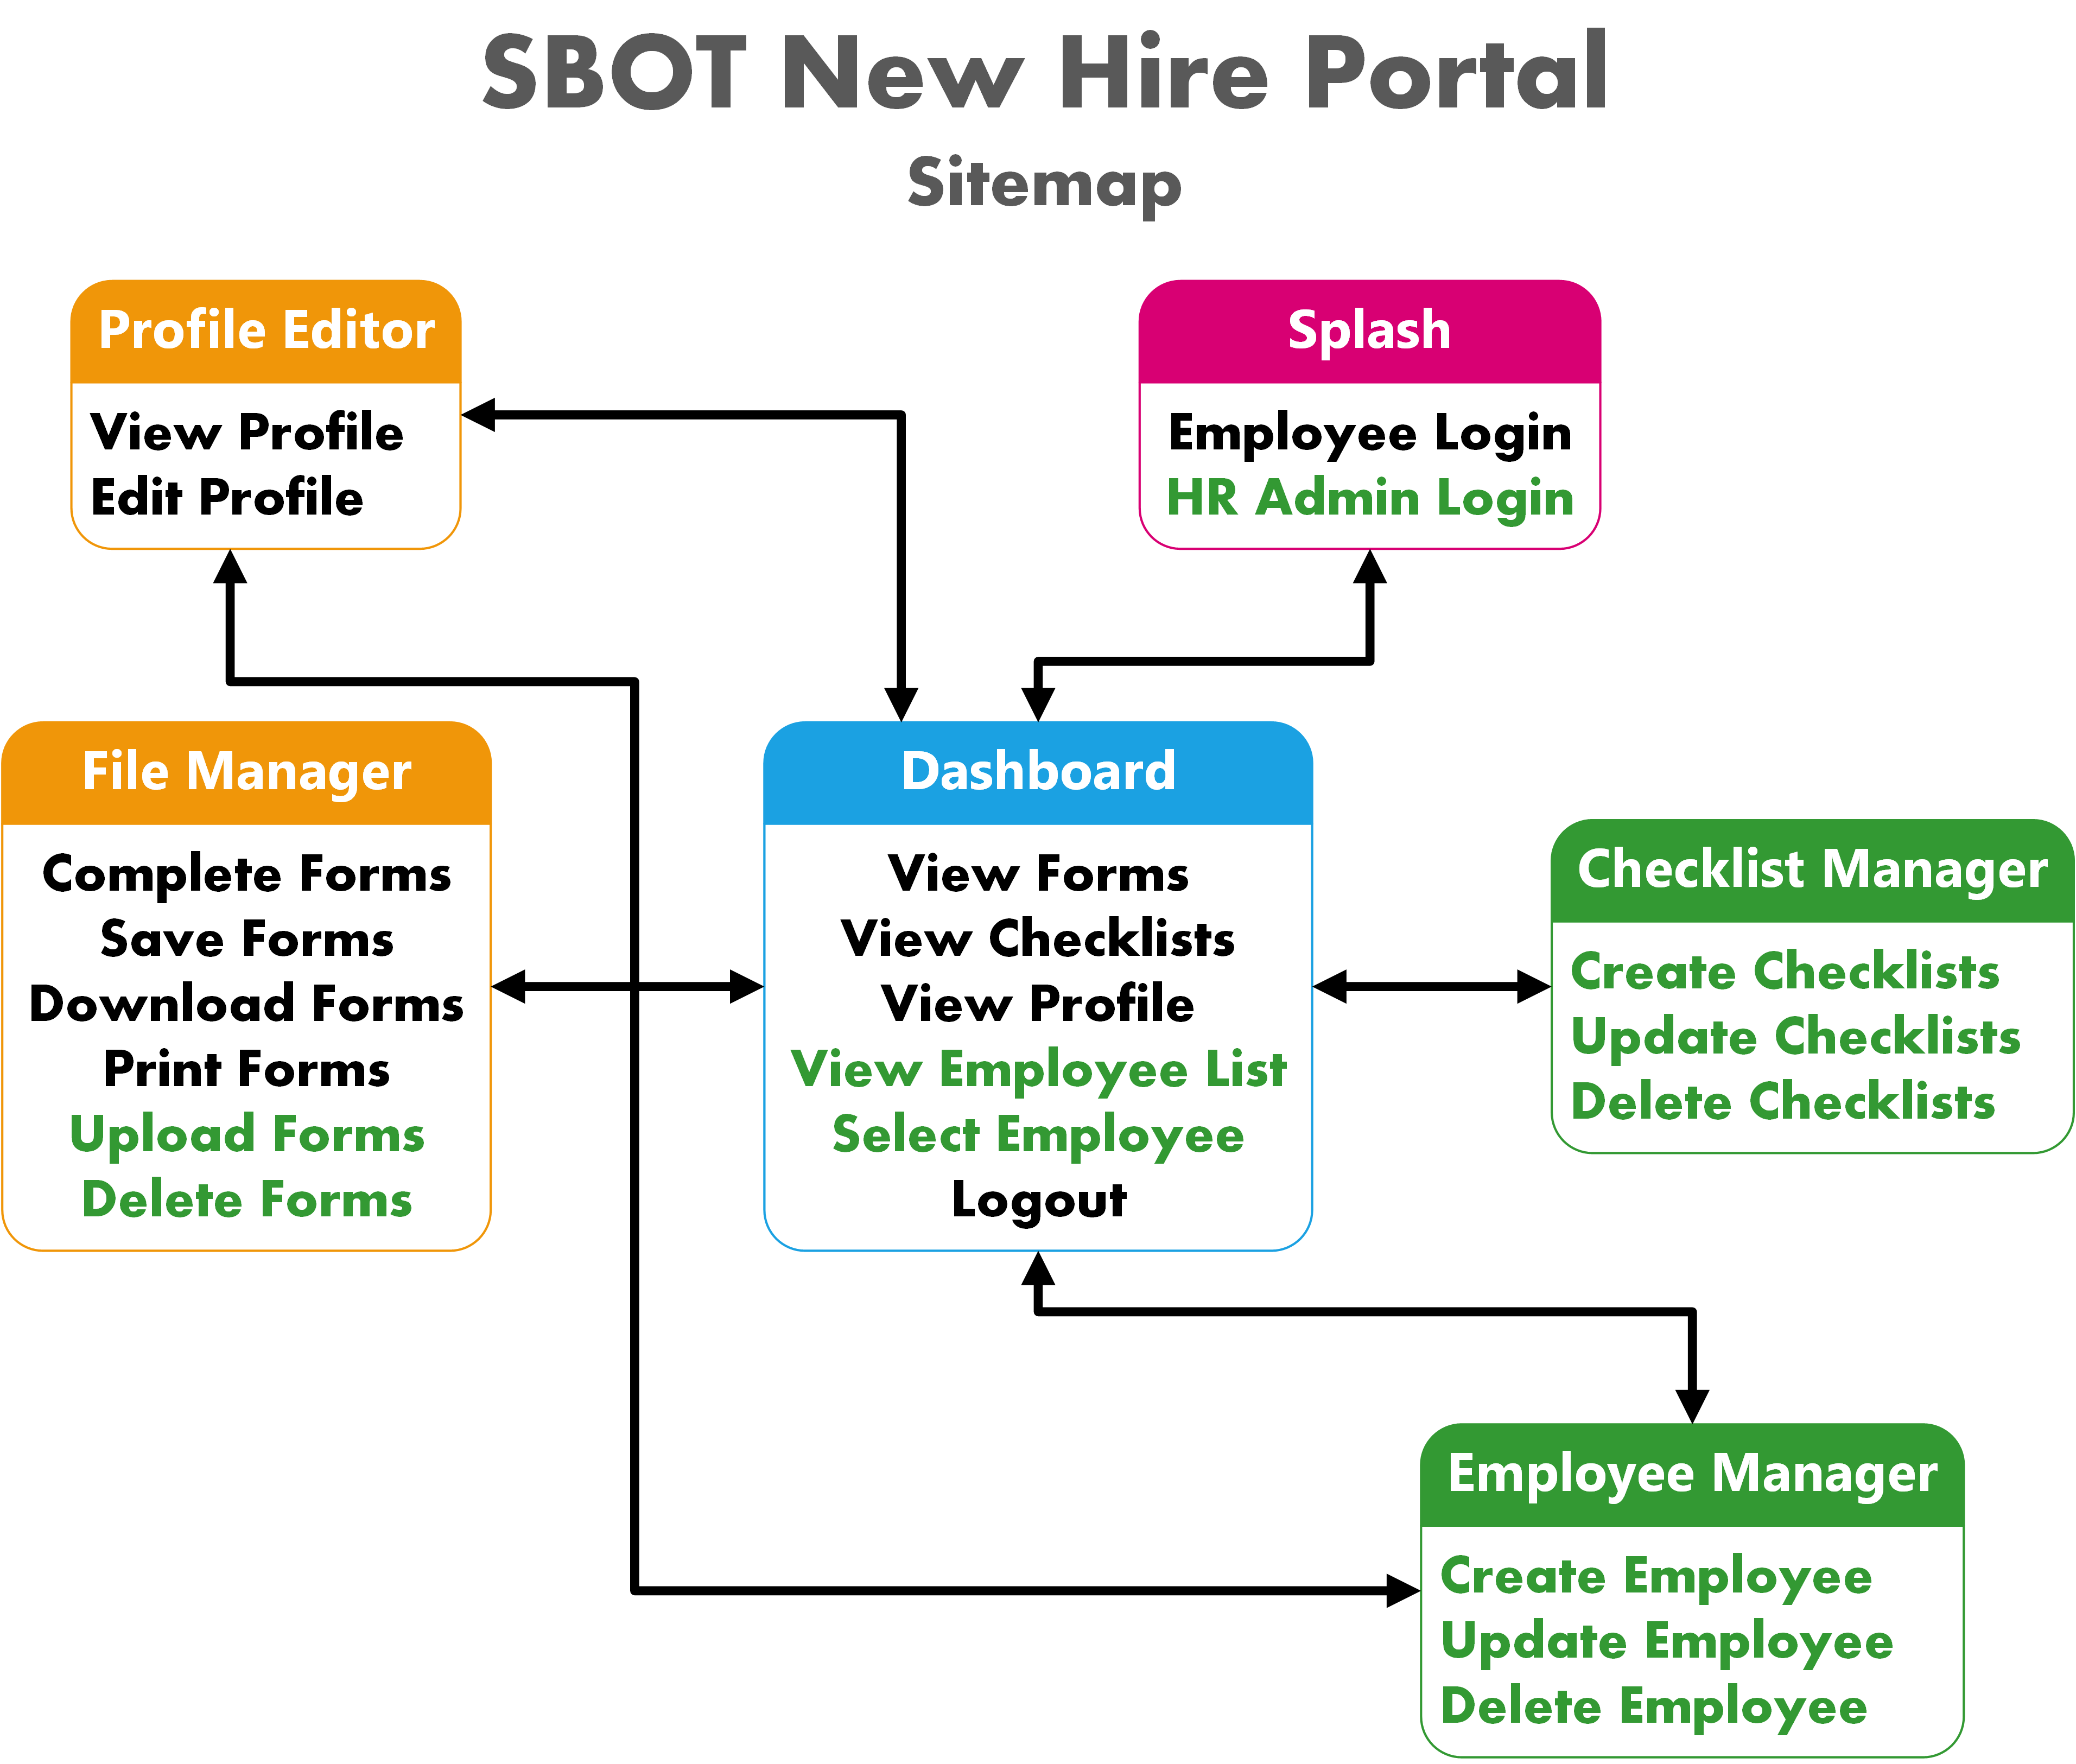 SBOT New Hire Portal
Sitemap
Profile Editor
View Profile
Edit Profile
Splash
Employee Login
HR Admin Login
File Manager
Complete Forms
Save Forms
Download Forms
Print Forms
Upload Forms
Delete Forms
Dashboard
View Forms
View Checklists
View Profile
View Employee List
Select Employee
Logout
Checklist Manager
Create Checklists
Update Checklists
Delete Checklists
Employee Manager
Create Employee
Update Employee
Delete Employee